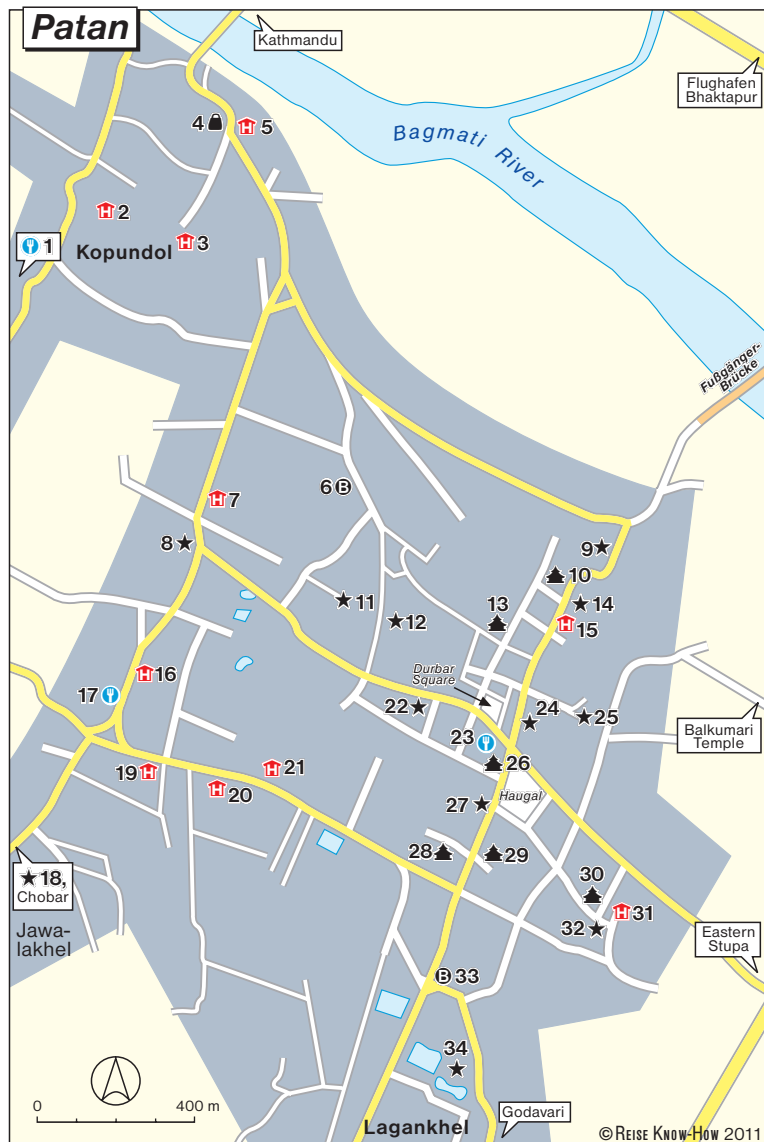 Patan
Kathmandu
Flughafen
Bhaktapur
4
5
Bagmati River
2
1
3
Kopundol
Fußgänger-
Brücke
6 B
7
8
9
10
11
12
13
14
15
16
Durbar
Square
17
22
24
25
Balkumari
Temple
23
26
19
21
20
Haugal
27
28
29
18,
Chobar
30
31
32
Jawa-
lakhel
Eastern
Stupa
B 33
34
0 400 m
Godavari
Lagankhel
© REISE KNOW-HOW 2011